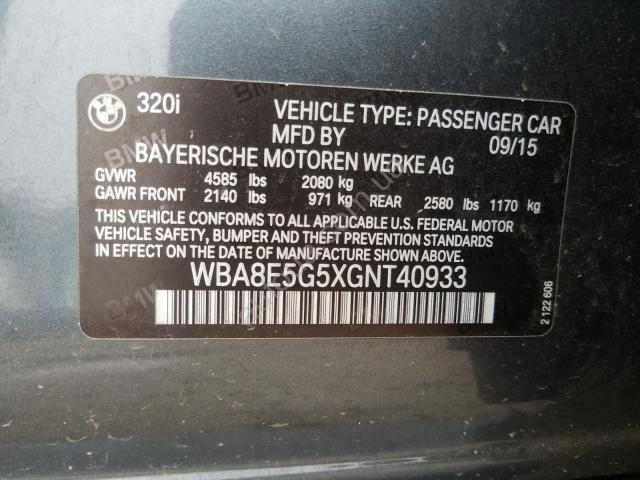 BMW 320i VEHICLE TYPE: PASSENGER CAR
MFD BY 09/15
BAYERISCHE MOTOREN WERKE AG
GVWR 4585 lbs 2080 kg
GAWR FRONT 2140 lbs 971 kg REAR 2580 lbs 1170 kg
THIS VEHICLE CONFORMS TO ALL APPLICABLE U.S. FEDERAL MOTOR
VEHICLE SAFETY, BUMPER, AND THEFT PREVENTION STANDARDS
IN EFFECT ON THE DATE OF MANUFACTURE SHOWN ABOVE.
WBA8E5G5XGNT40933
2 122 606